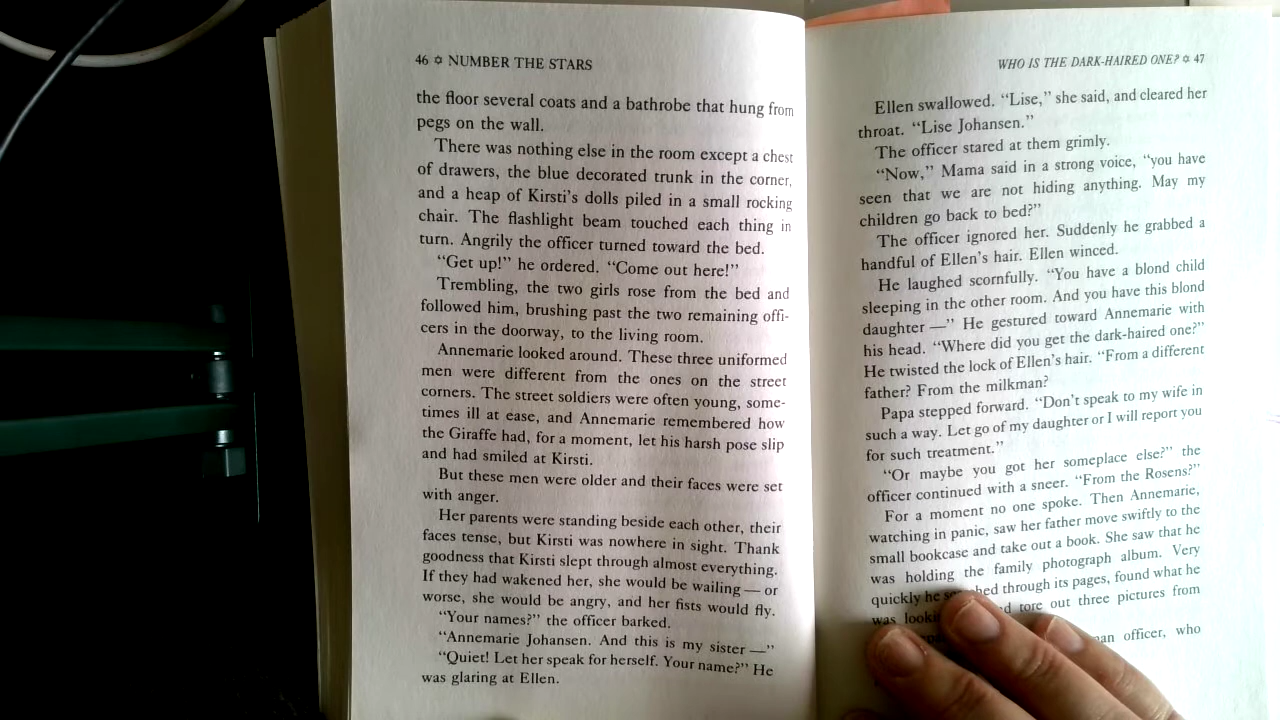 46 ✡ NUMBER THE STARS
the floor several coats and a bathrobe that hung from
pegs on the wall.
There was nothing else in the room except a chest
of drawers, the blue decorated trunk in the corner,
and a heap of Kirsti's dolls piled in a small rocking
chair. The flashlight beam touched each thing in
turn. Angrily the officer turned toward the bed.
“Get up!” he ordered. “Come out here!”
Trembling, the two girls rose from the bed and
followed him, brushing past the two remaining offi-
cers in the doorway, to the living room.
Annemarie looked around. These three uniformed
men were different from the ones on the street
corners. The street soldiers were often young, some-
times ill at ease, and Annemarie remembered how
the Giraffe had, for a moment, let his harsh pose slip
and had smiled at Kirsti.
But these men were older and their faces were set
with anger.
Her parents were standing beside each other, their
faces tense, but Kirsti was nowhere in sight. Thank
goodness that Kirsti slept through almost everything.
If they had wakened her, she would be wailing — or
worse, she would be angry, and her fists would fly.
“Your names?” the officer barked.
“Annemarie Johansen. And this is my sister —”
“Quiet! Let her speak for herself. Your name?” He
was glaring at Ellen.
WHO IS THE DARK-HAIRED ONE? ✡ 47
Ellen swallowed. “Lise,” she said, and cleared her
throat. “Lise Johansen.”
The officer stared at them grimly.
“Now,” Mama said in a strong voice, “you have
seen that we are not hiding anything. May my
children go back to bed?”
The officer ignored her. Suddenly he grabbed a
handful of Ellen's hair. Ellen winced.
He laughed scornfully. “You have a blond child
sleeping in the other room. And you have this blond
daughter —” He gestured toward Annemarie with
his head. “Where did you get the dark-haired one?”
He twisted the lock of Ellen's hair. “From a different
father? From the milkman?
Papa stepped forward. “Don't speak to my wife in
such a way. Let go of my daughter or I will report you
for such treatment.”
“Or maybe you got her someplace else?” the
officer continued with a sneer. “From the Rosens?”
For a moment no one spoke. Then Annemarie,
watching in panic, saw her father move swiftly to the
small bookcase and take out a book. She saw that he
was holding the family photograph album. Very
quickly he through its pages, found what he
was tore out three pictures from
officer, who